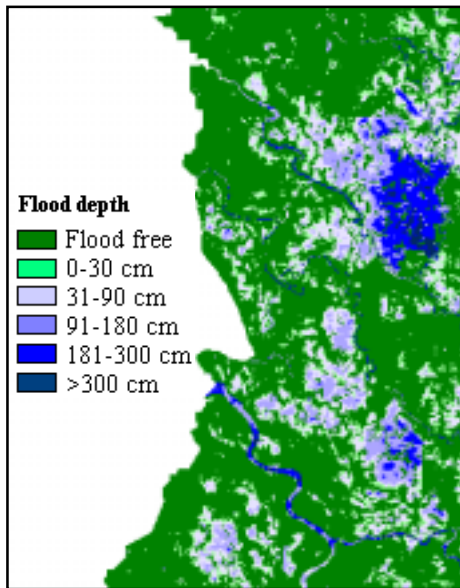 Flood depth
Flood free
0-30 cm
31-90 cm
91-180 cm
181-300 cm
>300 cm